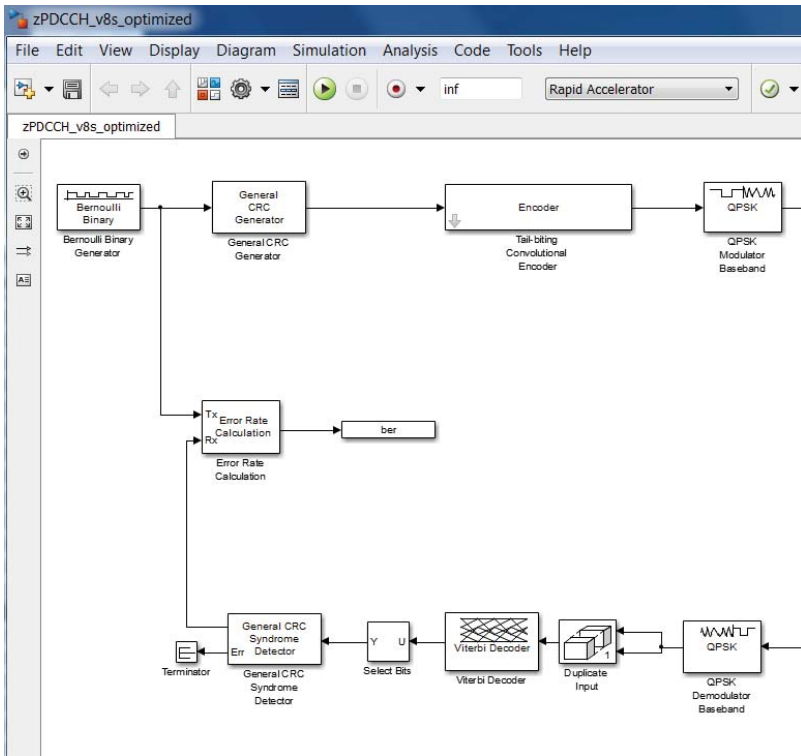 zPDCCH_v8s_optimized
File Edit View Display Diagram Simulation Analysis Code Tools Help
inf Rapid Accelerator
zPDCCH_v8s_optimized
Bernoulli
Binary
Bernoulli Binary
Generator
General
CRC
Generator
General CRC
Generator
Encoder
Tail-biting
Convolutional
Encoder
QPSK
QPSK
Modulator
Baseband
Tx
Rx
Error Rate
Calculation
Error Rate
Calculation
ber
Terminator
General CRC
Syndrome
Detector
Err
General CRC
Syndrome
Detector
Y U
Select Bits
Viterbi Decoder
Viterbi Decoder
1
Duplicate
Input
QPSK
QPSK
Demodulator
Baseband